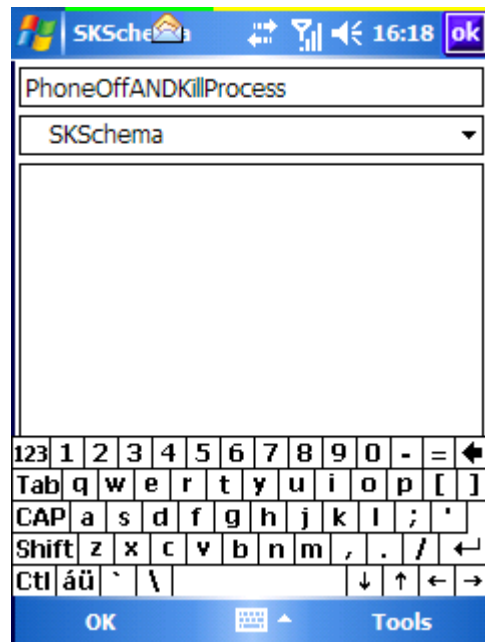 SKSche a 16:18 ok
PhoneOffANDKillProcess
SKSchema
123 1 2 3 4 5 6 7 8 9 0 - =
Tab q w e r t y u i o p [ ]
CAP a s d f g h j k l ; '
Shift z x c v b n m , . /
Ctl áü ` \
OK Tools